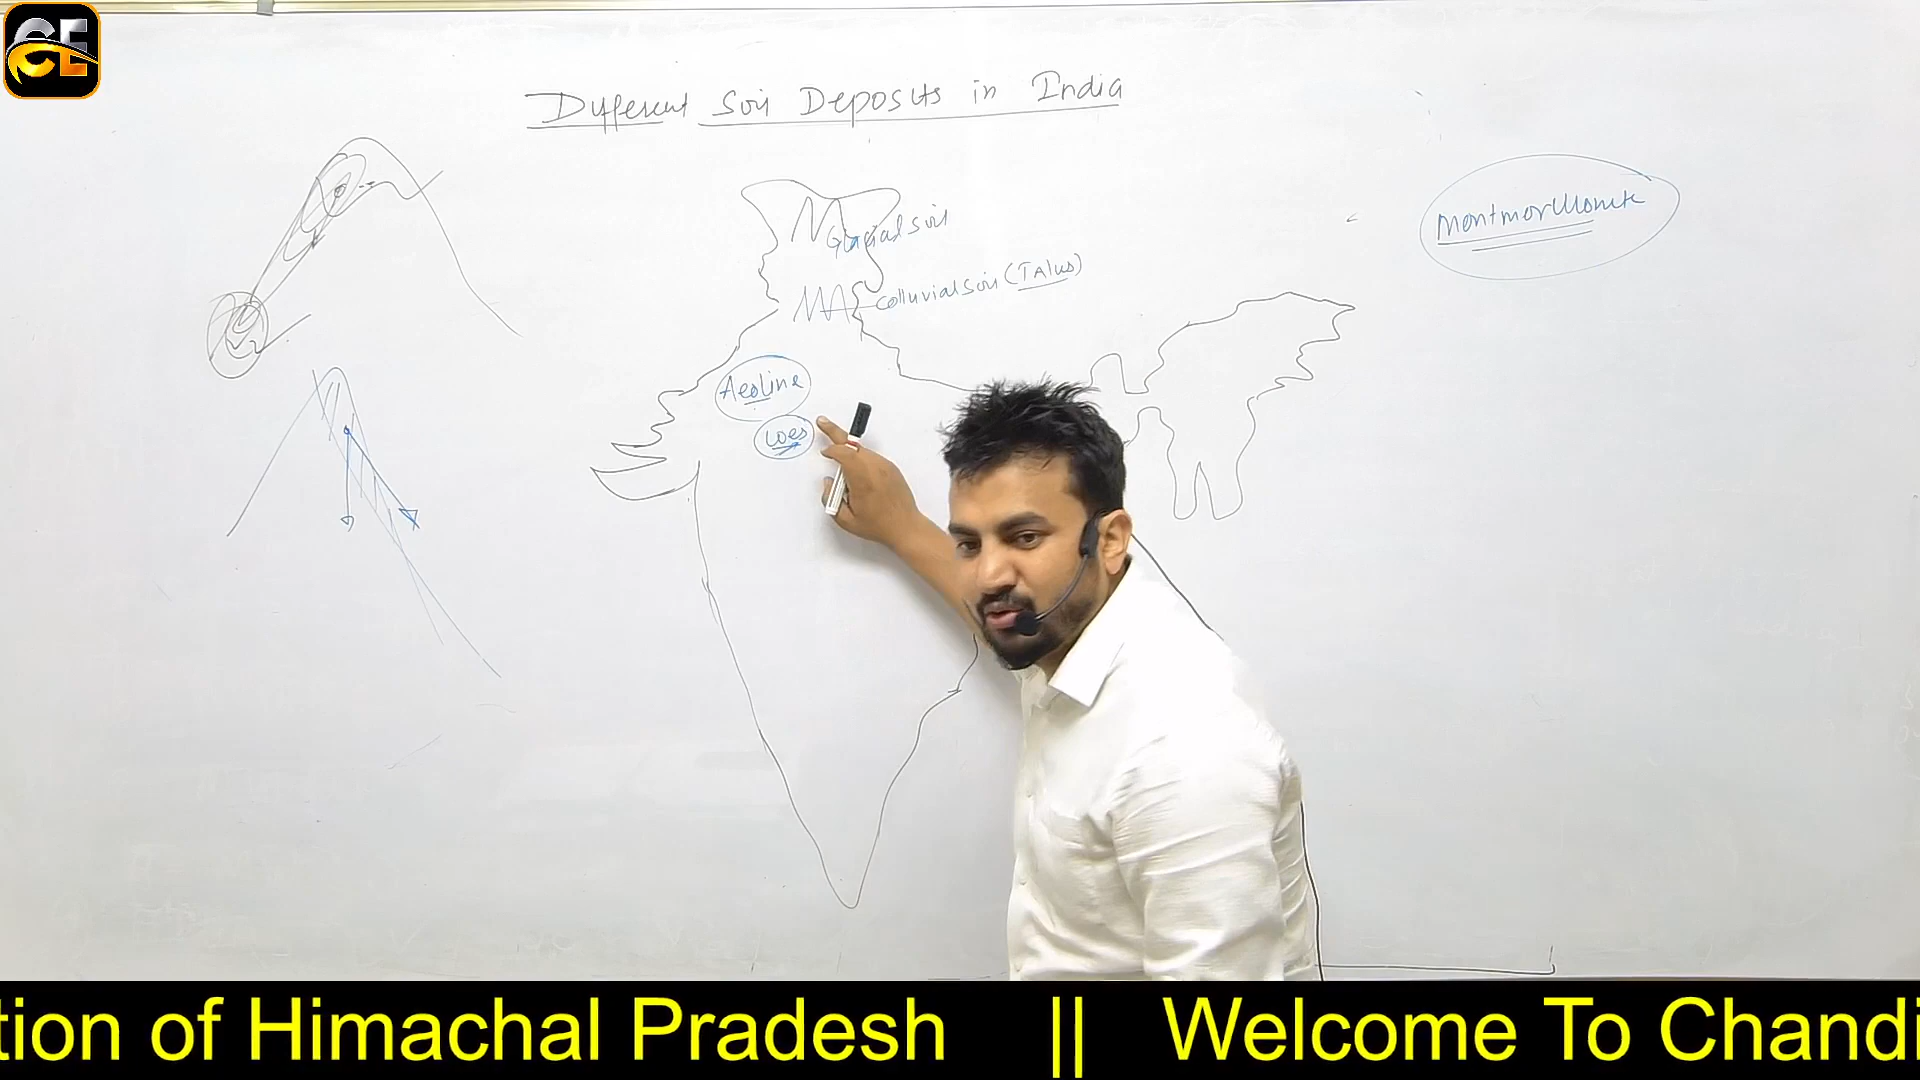 CE
Different Soil Deposits in India
Montmorillonite
Glacial Soil
Colluvial Soil (TAlus)
Aeoline
Loes
tion of Himachal Pradesh || Welcome To Chandi